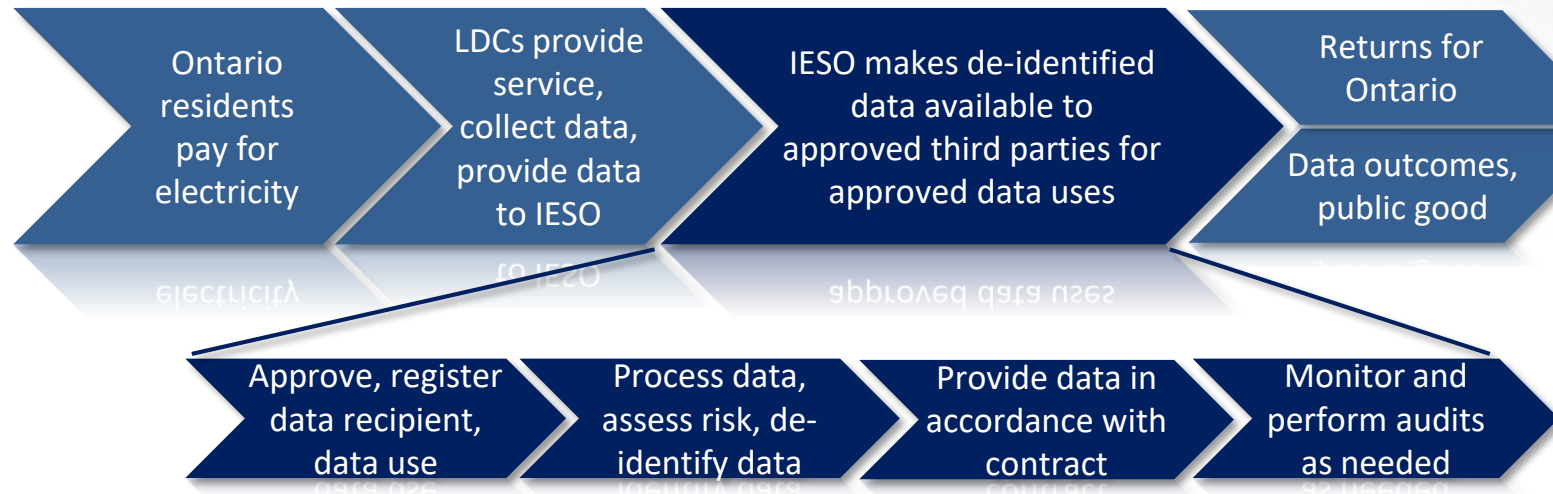 Ontario
residents
pay for
electricity
LDCs provide
service,
collect data,
provide data
to IESO
IESO makes de-identified
data available to
approved third parties for
approved data uses
Returns for
Ontario
Data outcomes,
public good
Approve, register
data recipient,
data use
Process data,
assess risk, de-
identify data
Provide data in
accordance with
contract
Monitor and
perform audits
as needed